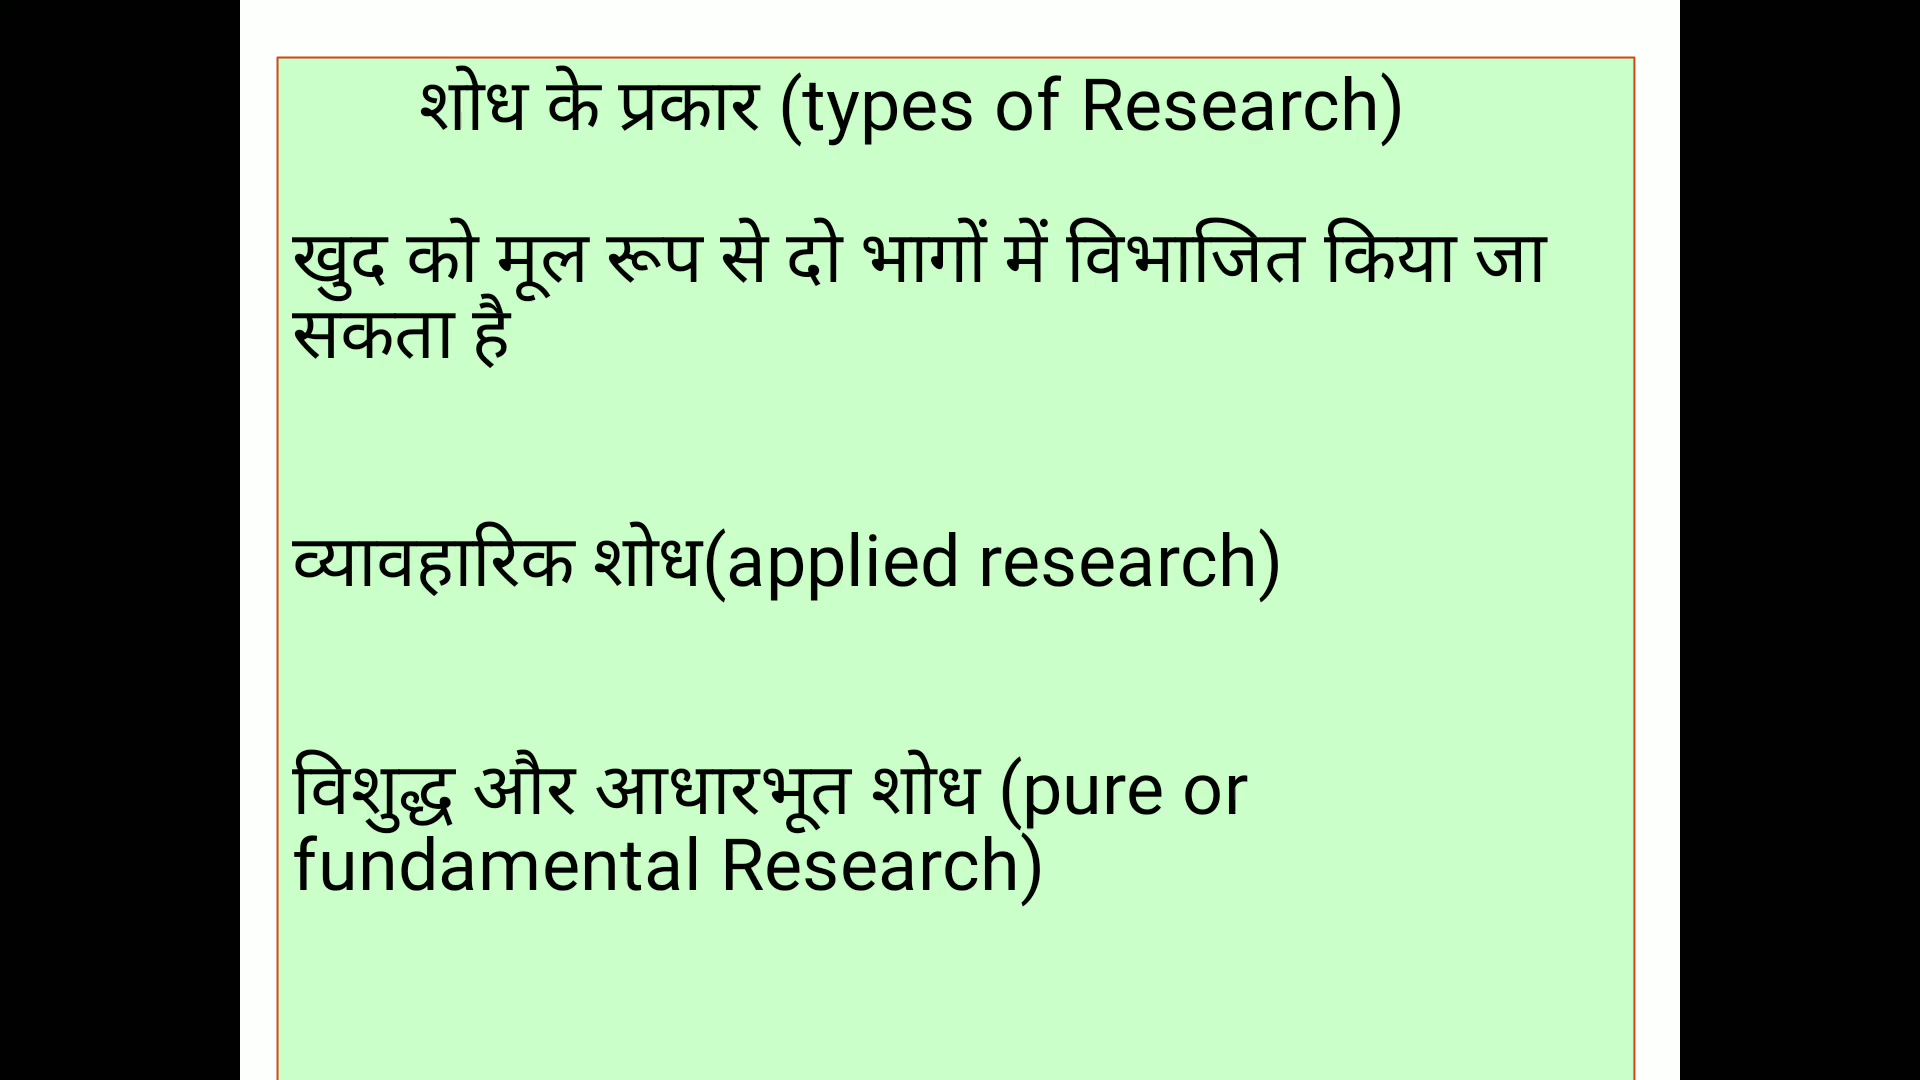 शोध के प्रकार (types of Research)
खुद को मूल रूप से दो भागों में विभाजित किया जा
सकता है
व्यावहारिक शोध(applied research)
विशुद्ध और आधारभूत शोध (pure or
fundamental Research)